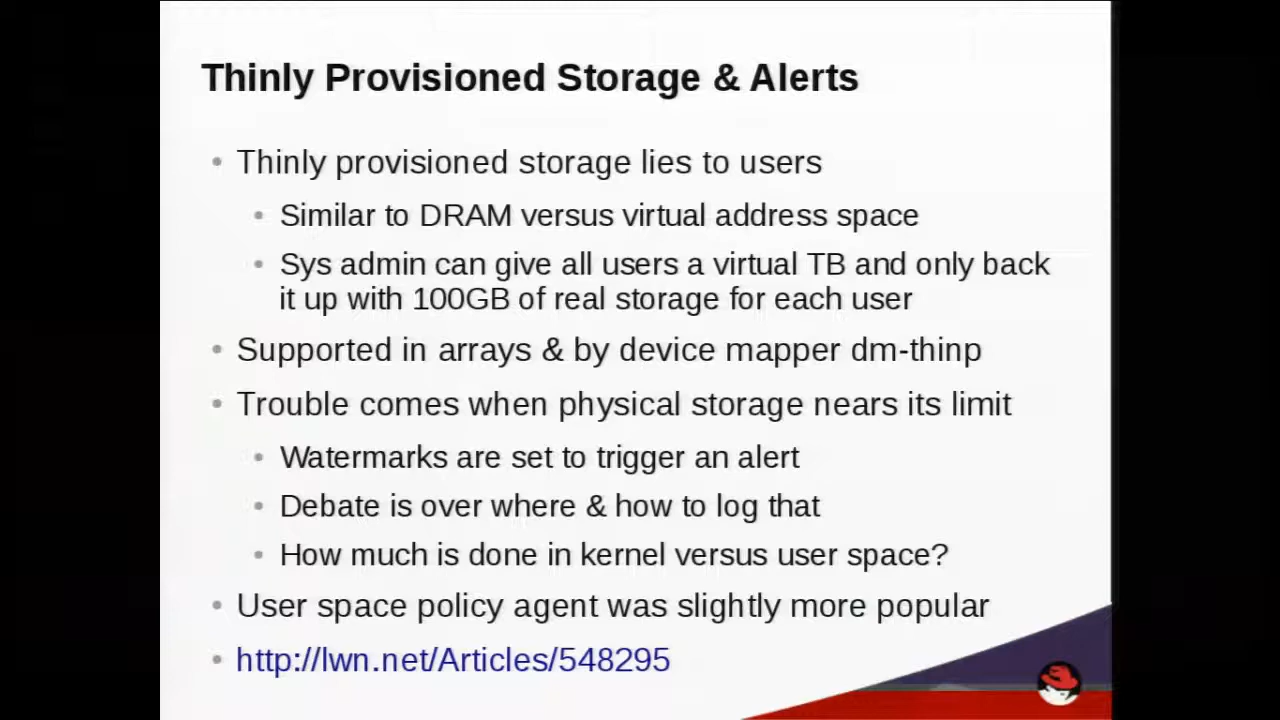 Thinly Provisioned Storage & Alerts
Thinly provisioned storage lies to users
Similar to DRAM versus virtual address space
Sys admin can give all users a virtual TB and only back
it up with 100GB of real storage for each user
Supported in arrays & by device mapper dm-thinp
Trouble comes when physical storage nears its limit
Watermarks are set to trigger an alert
Debate is over where & how to log that
How much is done in kernel versus user space?
User space policy agent was slightly more popular
http://lwn.net/Articles/548295